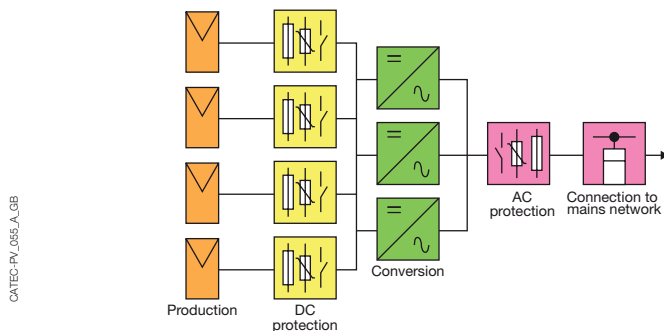 CATEC-PV_055_A_GB
Production
DC
protection
Conversion
AC
protection
Connection to
mains network